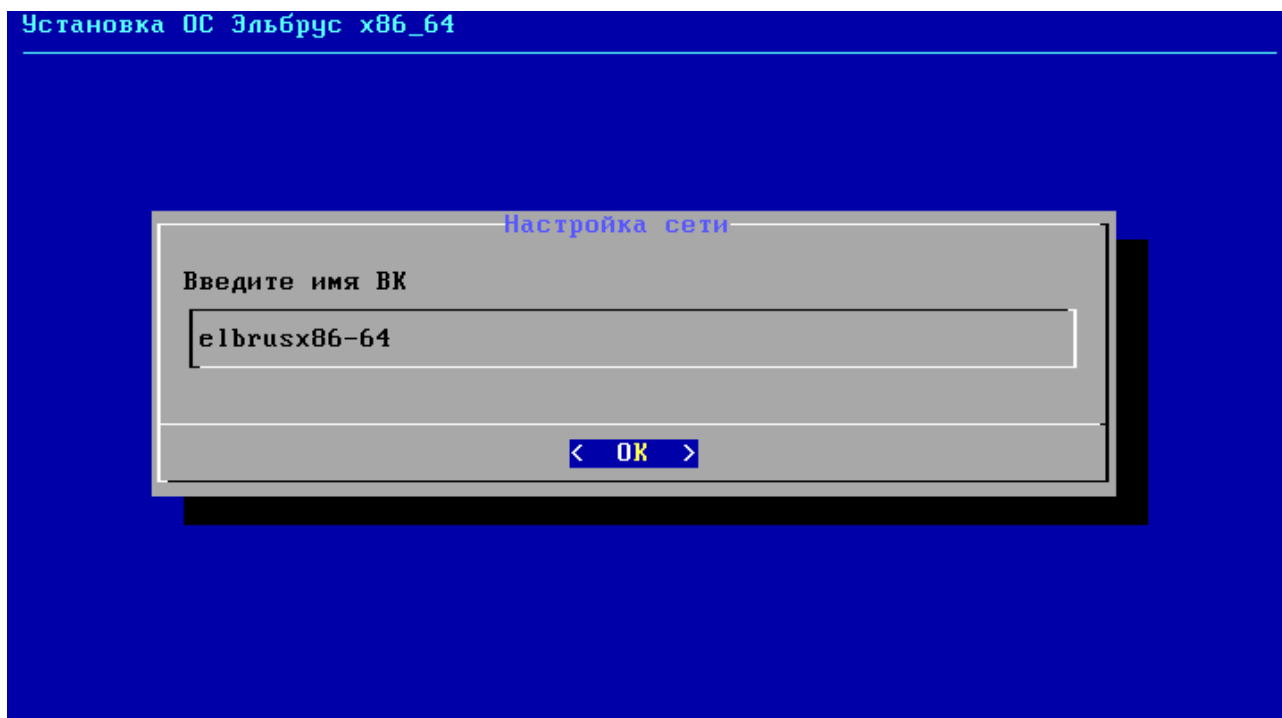 Установка ОС Эльбрус x86_64
Настройка сети
Введите имя ВК
elbrusx86-64
< OK >